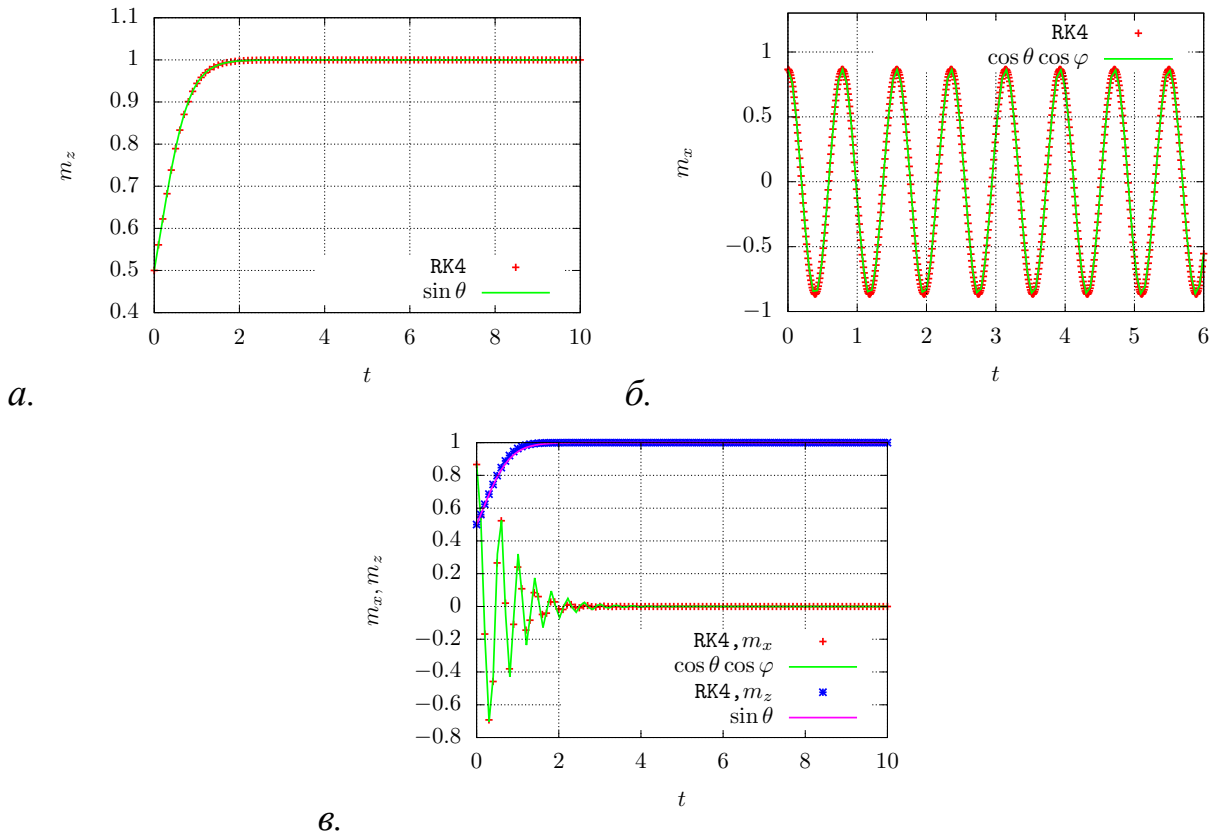 1.1
1
0.9
0.8
0.7
0.6
0.5
0.4
m_z
RK4
sin θ
0 2 4 6 8 10
t
а.
1
0.5
0
−0.5
−1
m_x
RK4
cos θ cos φ
0 1 2 3 4 5 6
t
б.
1
0.8
0.6
0.4
0.2
0
−0.2
−0.4
−0.6
−0.8
m_x, m_z
RK4,m_x
cos θ cos φ
RK4,m_z
sin θ
0 2 4 6 8 10
t
в.